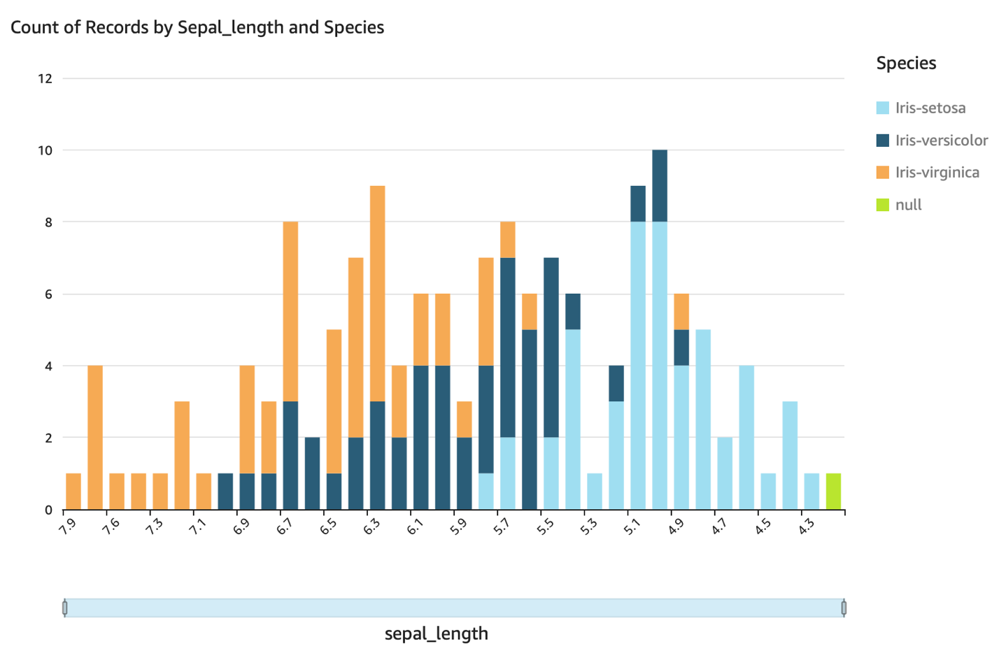 Count of Records by Sepal_length and Species
Species
Iris-setosa
Iris-versicolor
Iris-virginica
null
12
10
8
6
4
2
0
7.9 7.6 7.3 7.1 6.9 6.7 6.5 6.3 6.1 5.9 5.7 5.5 5.3 5.1 4.9 4.7 4.5 4.3
sepal_length